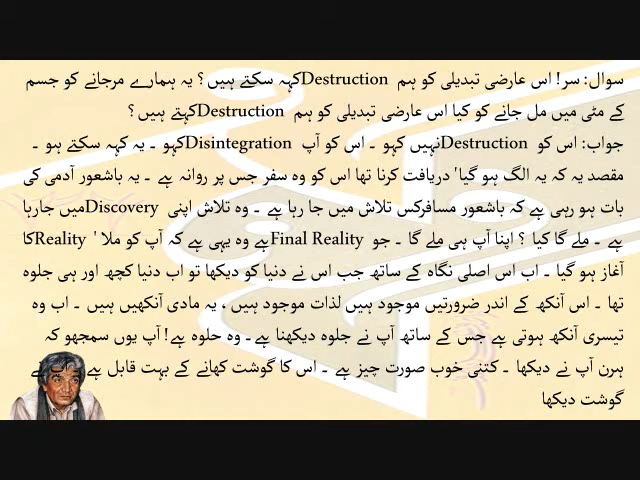 سوال: سر! اس عارضی تبدیلی کو ہم Destruction کہہ سکتے ہیں؟ یہ ہمارے مرجانے کو جسم
کے مٹی میں مل جانے کو کیا اس عارضی تبدیلی کو ہم Destruction کہتے ہیں؟
جواب: اس کو Destruction نہیں کہو۔ اس کو آپ Disintegration کہو۔ یہ کہہ سکتے ہو۔
مقصد یہ کہ یہ الگ ہو گیا' دریافت کرنا تھا اس کو وہ سفر جس پر روانہ ہے۔ یہ باشعور آدمی کی
بات ہو رہی ہے کہ باشعور مسافر کس تلاش میں جا رہا ہے۔ وہ تلاش اپنی Discovery میں جارہا
ہے۔ ملے گا کیا؟ اپنا آپ ہی ملے گا۔ جو Final Reality ہے وہ یہی ہے کہ آپ کو ملا' Reality کا
آغاز ہو گیا۔ اب اس اصلی نگاہ کے ساتھ جب اس نے دنیا کو دیکھا تو اب دنیا کچھ اور ہی جلوہ
تھا۔ اس آنکھ کے اندر ضرورتیں موجود ہیں لذات موجود ہیں، یہ مادی آنکھیں ہیں۔ اب وہ
تیسری آنکھ ہوتی ہے جس کے ساتھ آپ نے جلوہ دیکھنا ہے۔ وہ حلوہ ہے! آپ یوں سمجھو کہ
ہرن آپ نے دیکھا۔ کتنی خوب صورت چیز ہے۔ اس کا گوشت کھانے کے بہت قابل ہے
گوشت دیکھا